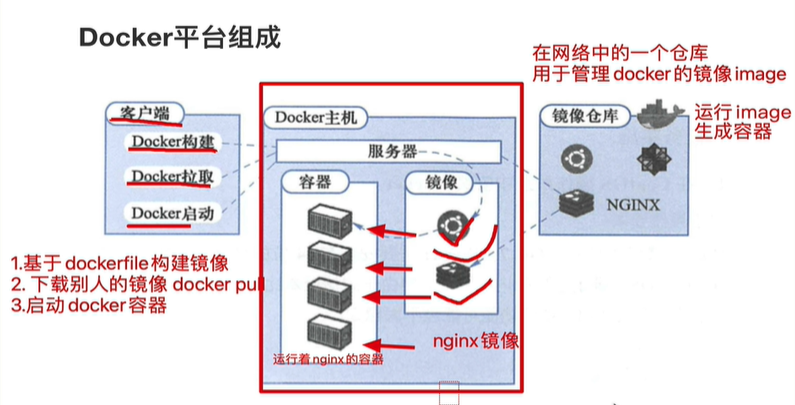 Docker平台组成
在网络中的一个仓库
用于管理docker的镜像image
客户端
Docker构建
Docker拉取
Docker启动
Docker主机
服务器
容器
镜像
镜像仓库
运行image
生成容器
NGINX
1.基于dockerfile构建镜像
2. 下载别人的镜像 docker pull
3.启动docker容器
nginx镜像
运行着nginx的容器